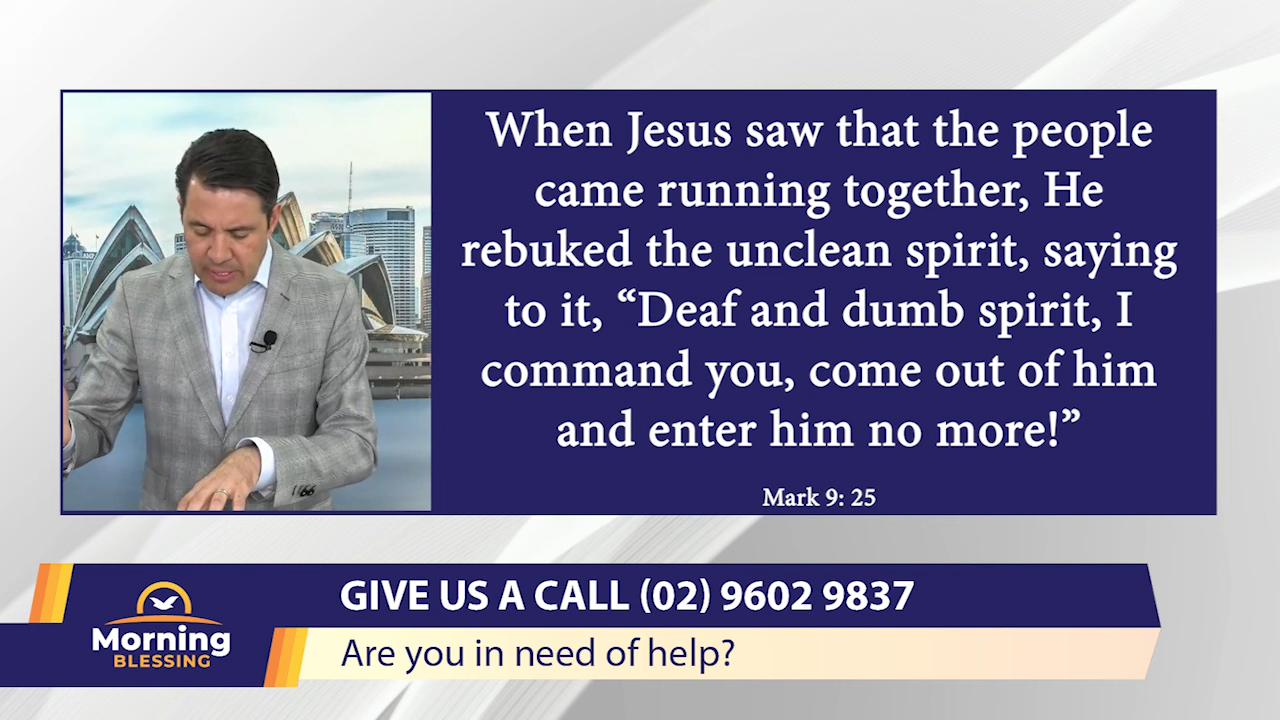 When Jesus saw that the people
came running together, He
rebuked the unclean spirit, saying
to it, “Deaf and dumb spirit, I
command you, come out of him
and enter him no more!”
Mark 9: 25
GIVE US A CALL (02) 9602 9837
Are you in need of help?
Morning
BLESSING